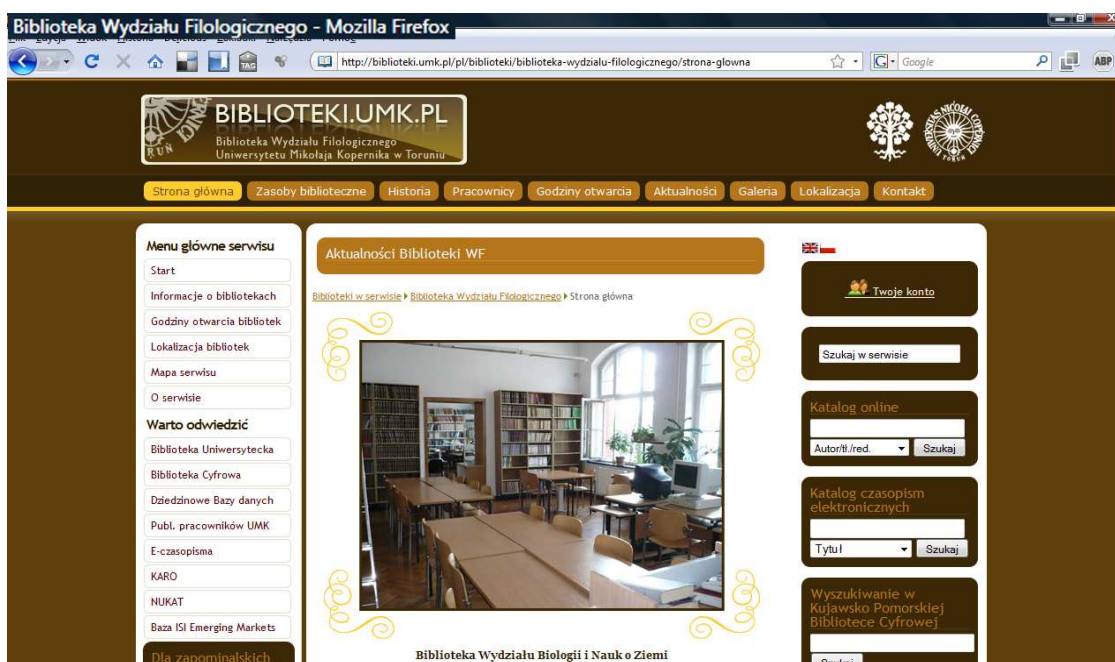 Biblioteka Wydziału Filologicznego - Mozilla Firefox
http://biblioteki.umk.pl/pl/biblioteki/biblioteka-wydzialu-filologicznego/strona-glowna
Google
ABP
TAG
BIBLIOTEKI.UMK.PL
Biblioteka Wydziału Filologicznego
Uniwersytetu Mikołaja Kopernika w Toruniu
Strona główna
Zasoby biblioteczne
Historia
Pracownicy
Godziny otwarcia
Aktualności
Galeria
Lokalizacja
Kontakt
Menu główne serwisu
Start
Informacje o bibliotekach
Godziny otwarcia bibliotek
Lokalizacja bibliotek
Mapa serwisu
O serwisie
Warto odwiedzić
Biblioteka Uniwersytecka
Biblioteka Cyfrowa
Dziedzinowe Bazy danych
Publ. pracowników UMK
E-czasopisma
KARO
NUKAT
Baza ISI Emerging Markets
Dla zapominalskich
Aktualności Biblioteki WF
Biblioteki w serwisie Biblioteka Wydziału Filologicznego Strona główna
Biblioteka Wydziału Biologii i Nauk o Ziemi
Twoje konto
Szukaj w serwisie
Katalog online
Autor/tł./red. Szukaj
Katalog czasopism
elektronicznych
Tytuł Szukaj
Wyszukiwanie w
Kujawsko Pomorskiej
Bibliotece Cyfrowej
Szukaj